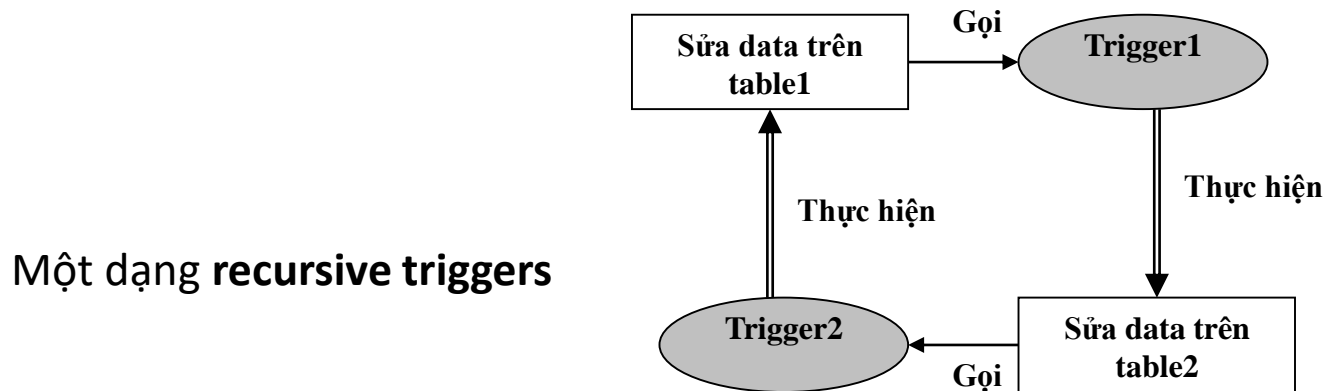 Gọi
Sửa data trên
table1
Trigger1
Thực hiện
Thực hiện
Một dạng recursive triggers
Trigger2
Sửa data trên
table2
Gọi